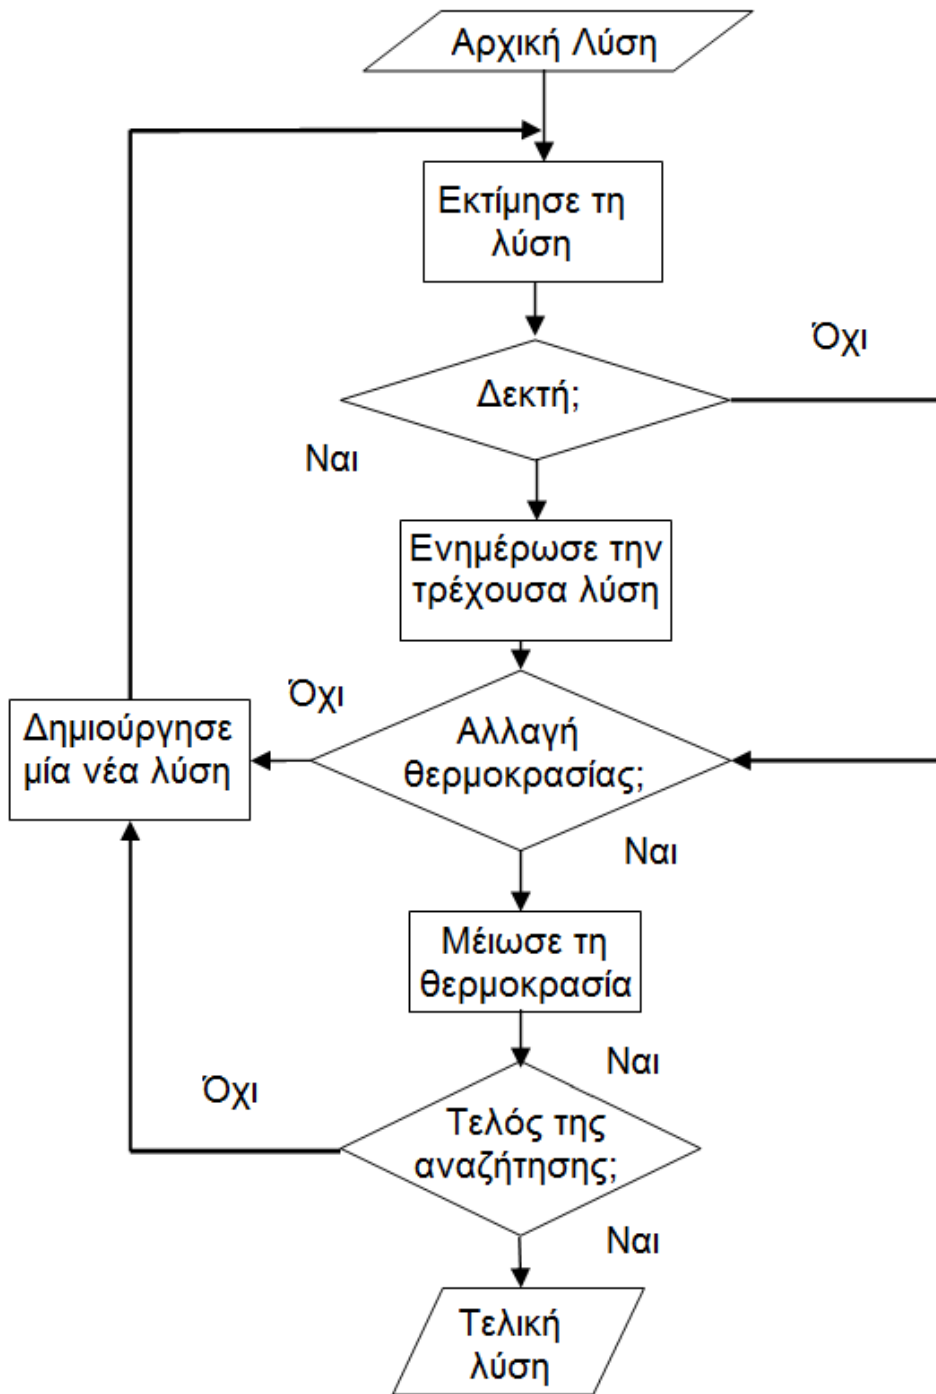 Αρχική Λύση
Εκτίμησε τη
λύση
Όχι
Δεκτή;
Ναι
Ενημέρωσε την
τρέχουσα λύση
Όχι
Δημιούργησε
μία νέα λύση
Αλλαγή
θερμοκρασίας;
Ναι
Μέιωσε τη
θερμοκρασία
Ναι
Όχι
Τελός της
αναζήτησης;
Ναι
Τελική
λύση